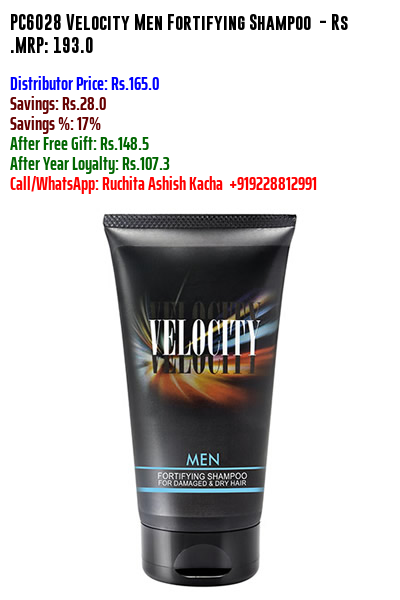 PC6028 Velocity Men Fortifying Shampoo - Rs
.MRP: 193.0
Distributor Price: Rs.165.0
Savings: Rs.28.0
Savings %: 17%
After Free Gift: Rs.148.5
After Year Loyalty: Rs.107.3
Call/WhatsApp: Ruchita Ashish Kacha +919228812991
VELOCITY
VELOCITY
VELOCITY
MEN
FORTIFYING SHAMPOO
FOR DAMAGED & DRY HAIR